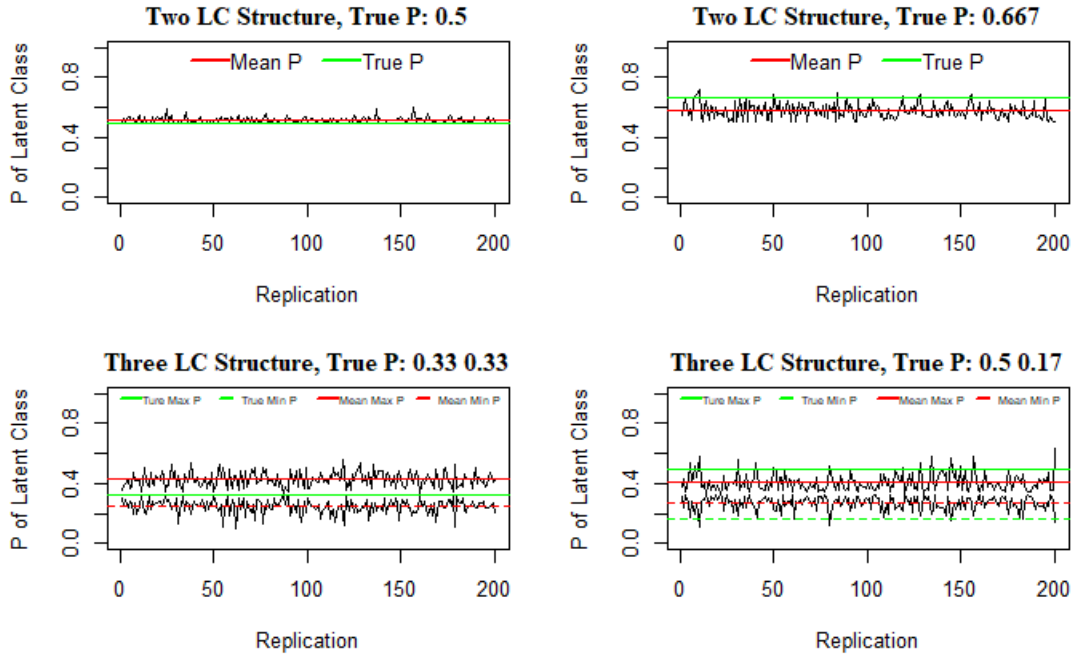 Two LC Structure, True P: 0.5
P of Latent Class
0.0 0.4 0.8
Mean P True P
0 50 100 150 200
Replication
Two LC Structure, True P: 0.667
P of Latent Class
0.0 0.4 0.8
Mean P True P
0 50 100 150 200
Replication
Three LC Structure, True P: 0.33 0.33
P of Latent Class
0.0 0.4 0.8
Ture Max P True Min P Mean Max P Mean Min P
0 50 100 150 200
Replication
Three LC Structure, True P: 0.5 0.17
P of Latent Class
0.0 0.4 0.8
Ture Max P True Min P Mean Max P Mean Min P
0 50 100 150 200
Replication